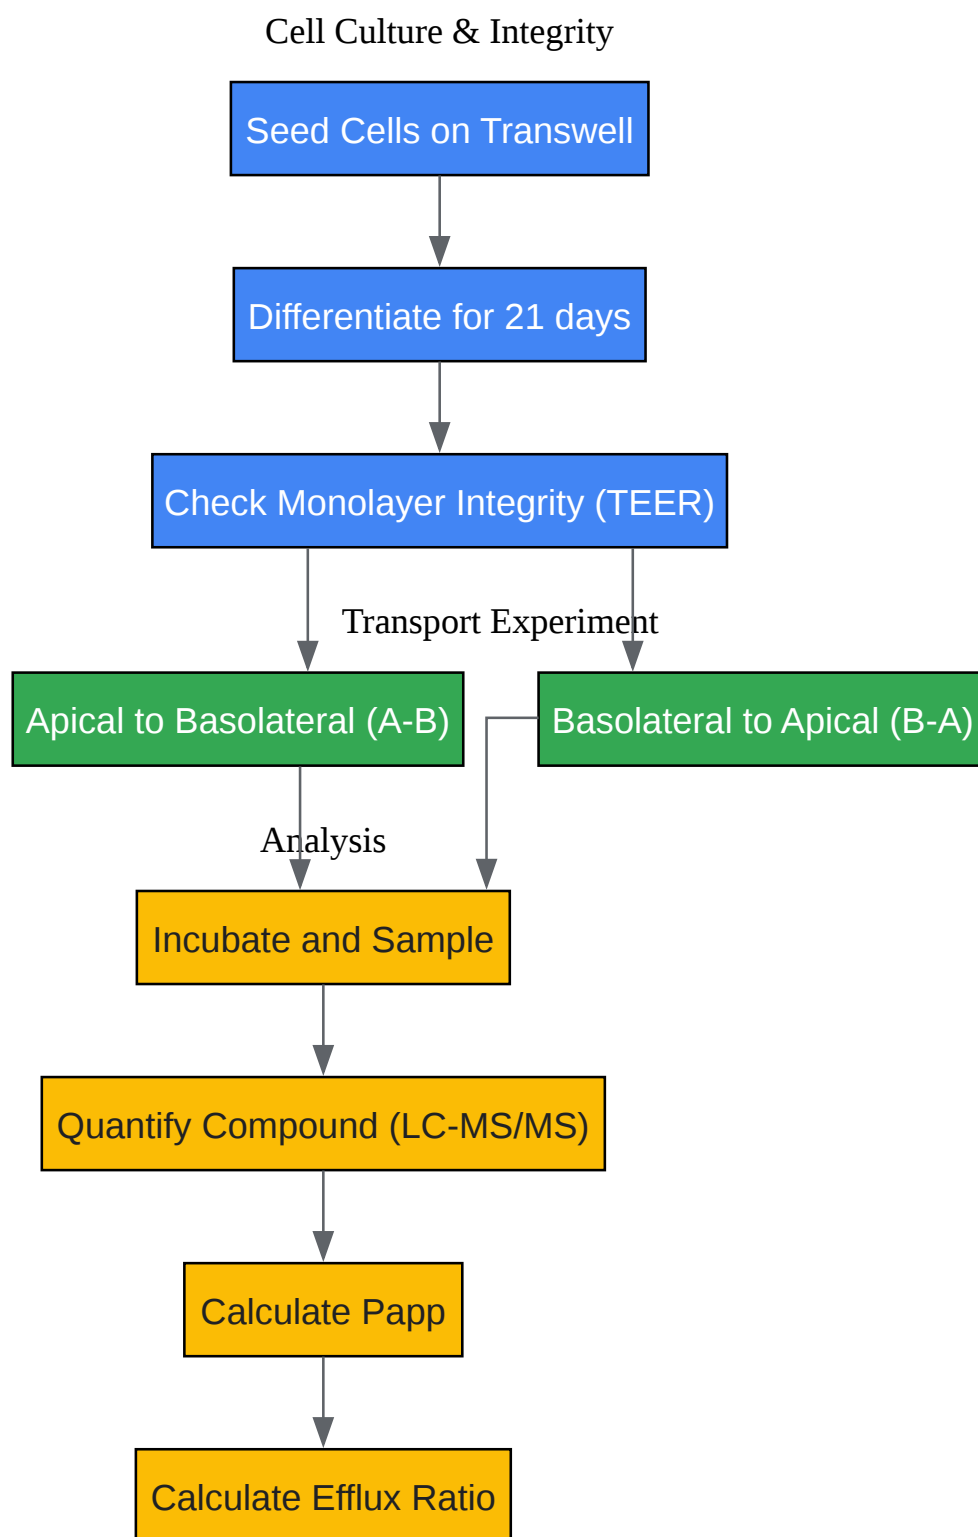 Cell Culture & Integrity
Seed Cells on Transwell
Differentiate for 21 days
Check Monolayer Integrity (TEER)
Transport Experiment
Apical to Basolateral (A-B)
Basolateral to Apical (B-A)
Analysis
Incubate and Sample
Quantify Compound (LC-MS/MS)
Calculate Papp
Calculate Efflux Ratio